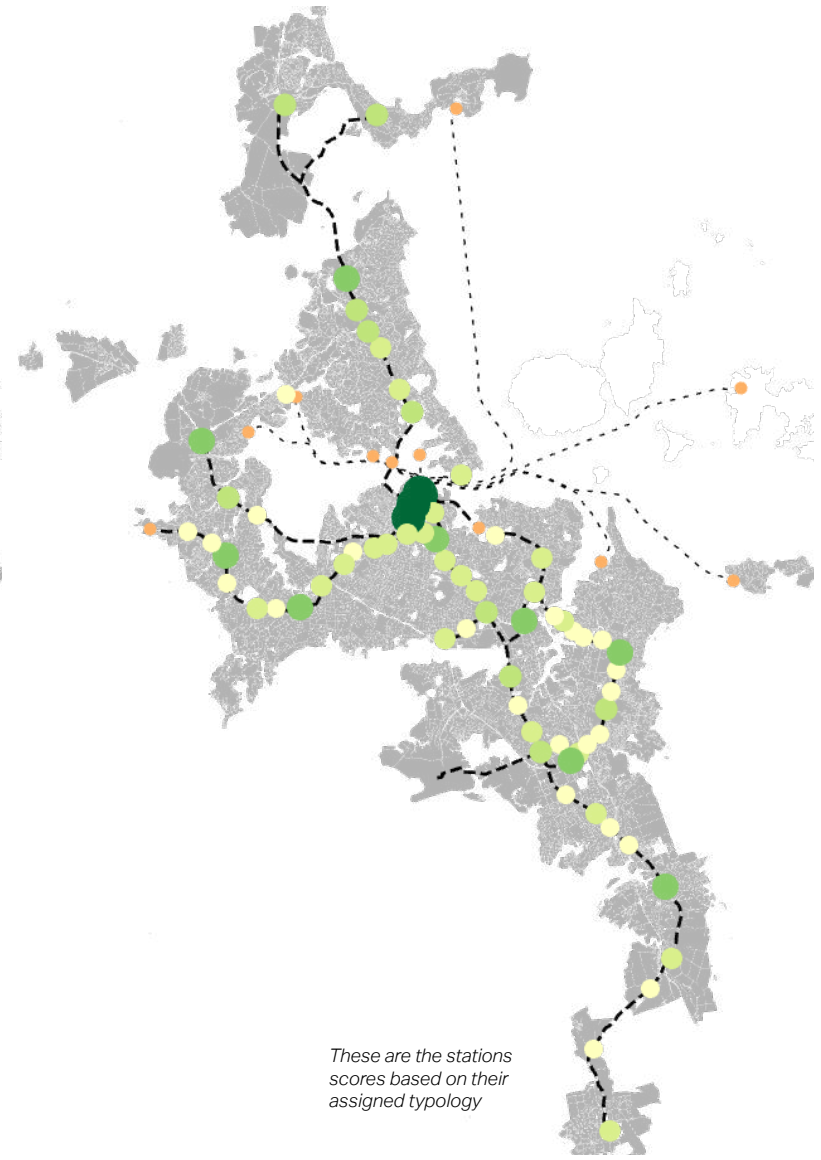 These are the stations
scores based on their
assigned typology